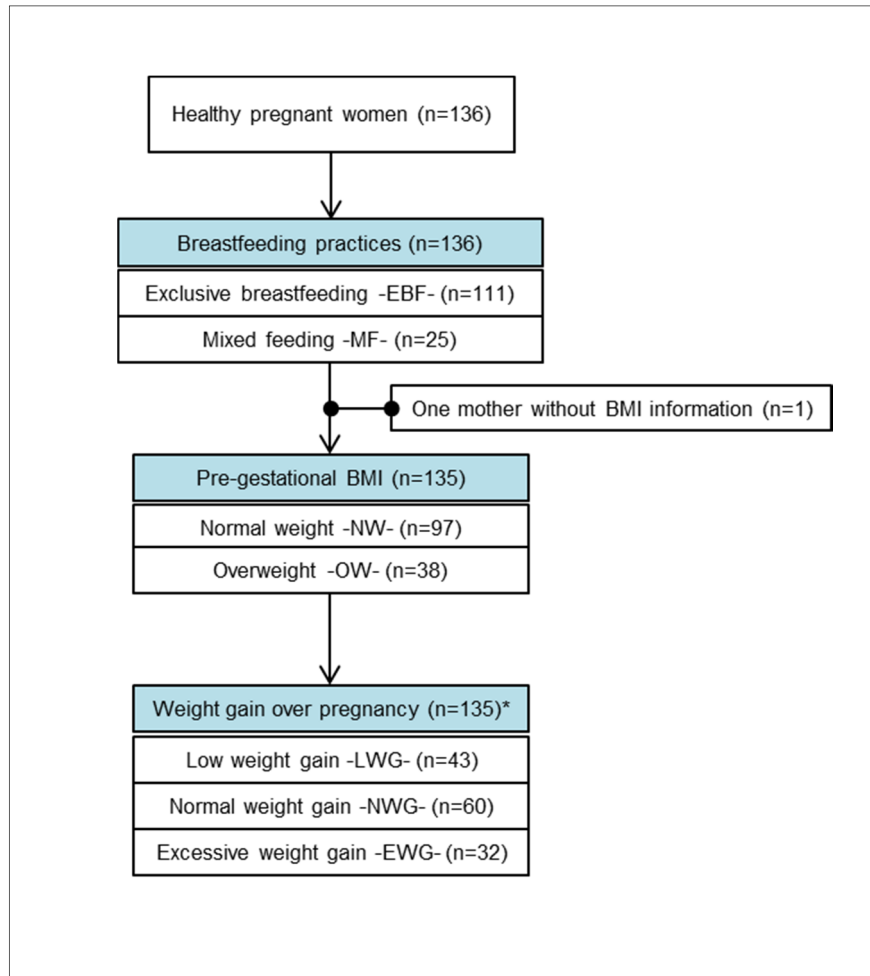 Healthy pregnant women (n=136)
Breastfeeding practices (n=136)
Exclusive breastfeeding -EBF- (n=111)
Mixed feeding -MF- (n=25)
One mother without BMI information (n=1)
Pre-gestational BMI (n=135)
Normal weight -NW- (n=97)
Overweight -OW- (n=38)
Weight gain over pregnancy (n=135)*
Low weight gain -LWG- (n=43)
Normal weight gain -NWG- (n=60)
Excessive weight gain -EWG- (n=32)